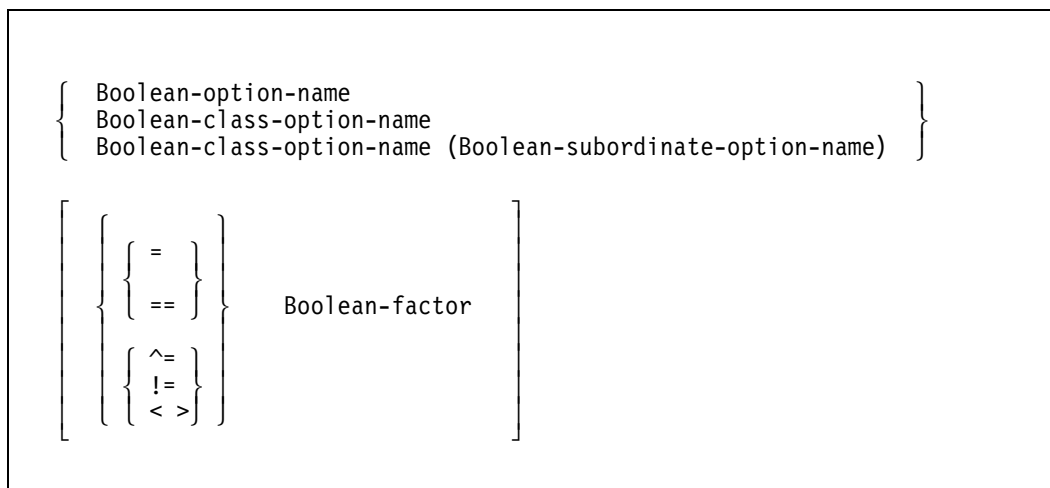 Boolean-option-name
Boolean-class-option-name
Boolean-class-option-name (Boolean-subordinate-option-name)
=
==
Boolean-factor
^=
!=
< >